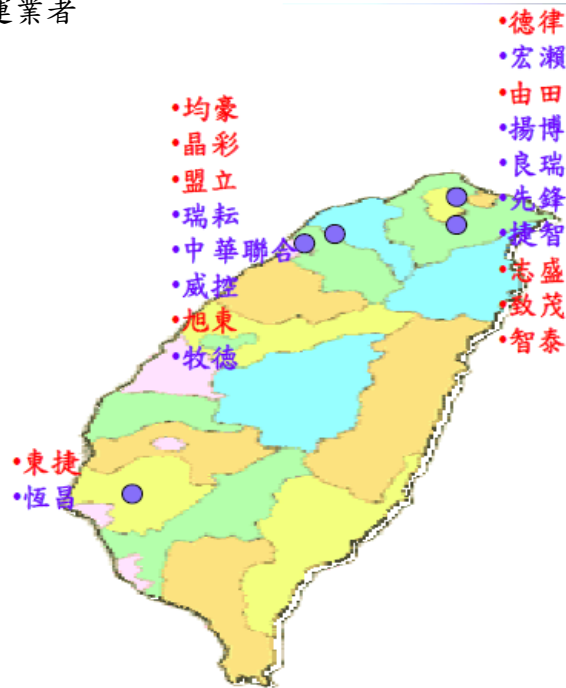 業者
•德律
•宏瀨
•由田
•揚博
•良瑞
•先鋒
•捷智
•志盛
•致茂
•智泰
•均豪
•晶彩
•盟立
•瑞耘
•中華聯合
•威控
•旭東
•牧德
•東捷
•恆昌